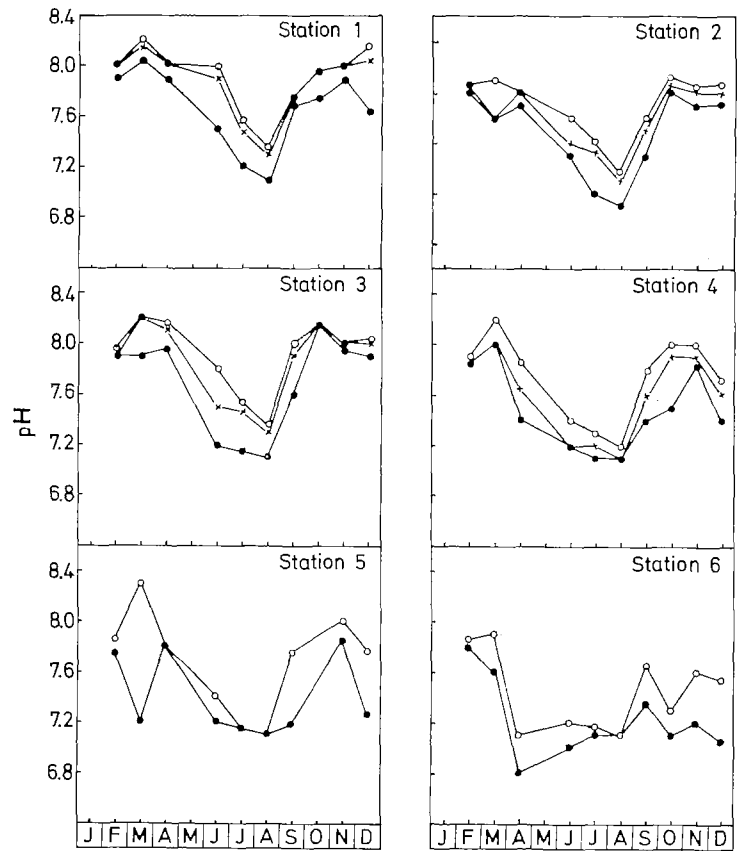 8.4
8.0
7.6
7.2
6.8
Station 1
Station 2
8.4
8.0
7.6
7.2
6.8
Station 3
Station 4
pH
8.4
8.0
7.6
7.2
6.8
Station 5
Station 6
J F M A M J J A S O N D
J F M A M J J A S O N D